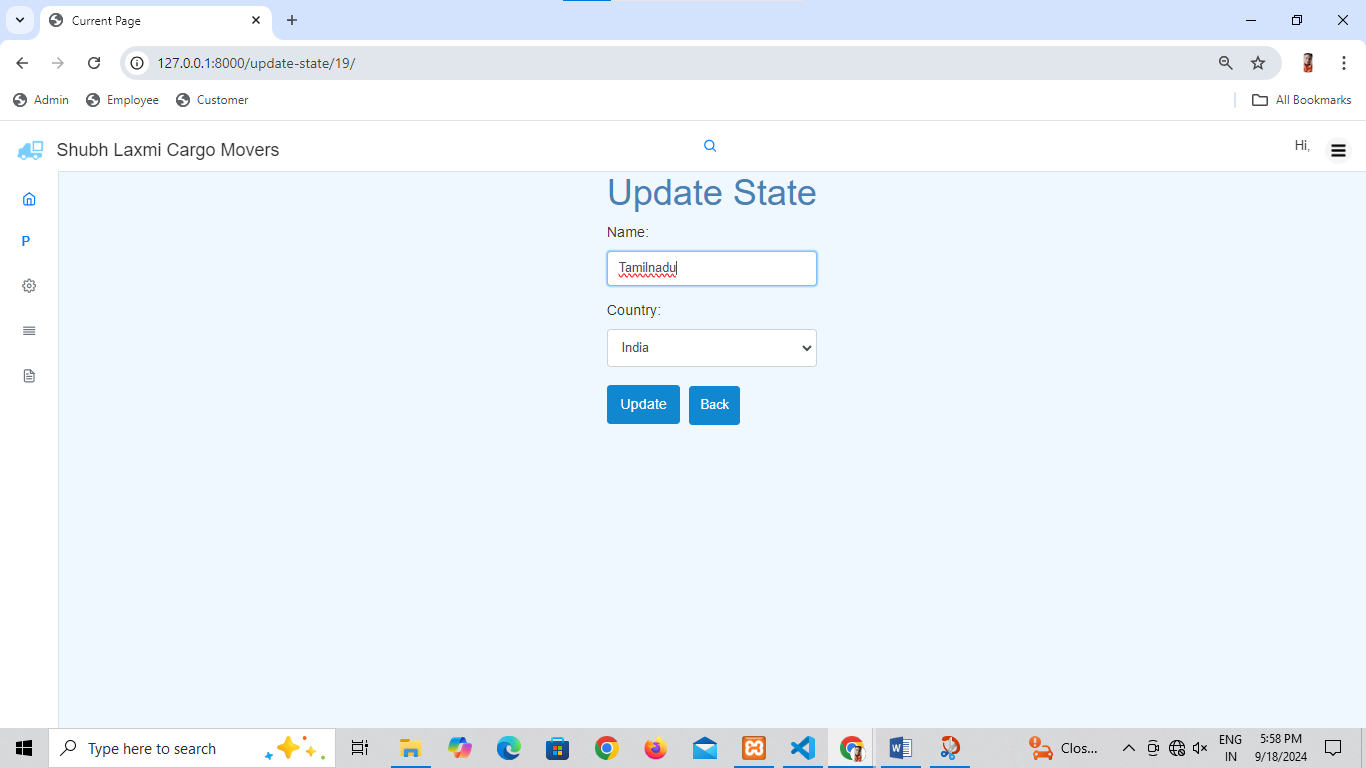 Current Page
127.0.0.1:8000/update-state/19/
Admin Employee Customer All Bookmarks
Shubh Laxmi Cargo Movers Hi,
P
Update State
Name:
Tamilnadu
Country:
India
Update Back
Type here to search
Clos...
ENG
IN
5:58 PM
9/18/2024